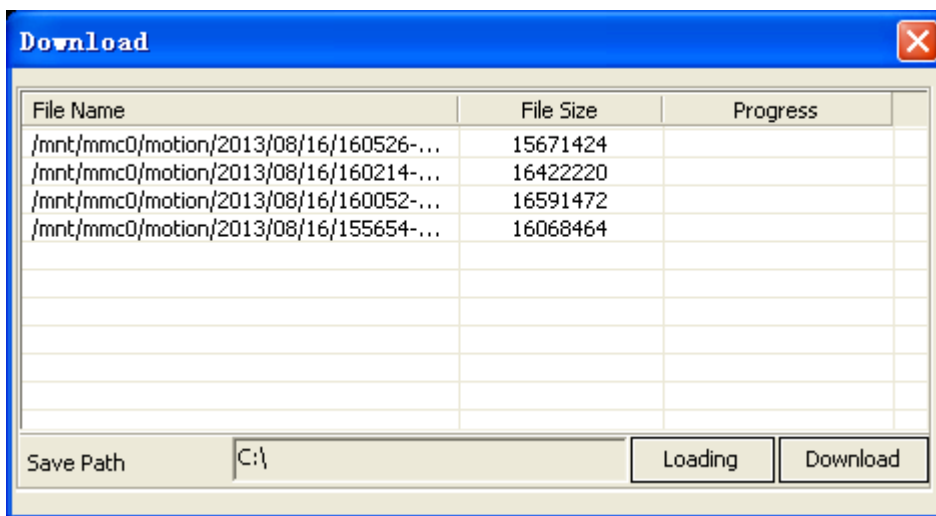 Download
File Name File Size Progress
/mnt/mmc0/motion/2013/08/16/160526-... 15671424
/mnt/mmc0/motion/2013/08/16/160214-... 16422220
/mnt/mmc0/motion/2013/08/16/160052-... 16591472
/mnt/mmc0/motion/2013/08/16/155654-... 16068464
Save Path C:\ Loading Download